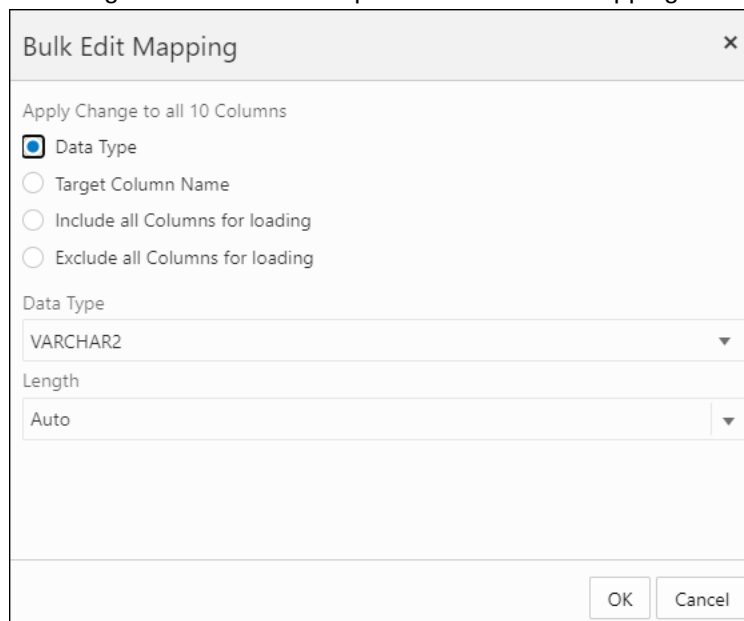 Bulk Edit Mapping
×
Apply Change to all 10 Columns
Data Type
Target Column Name
Include all Columns for loading
Exclude all Columns for loading
Data Type
VARCHAR2
Length
Auto
OK Cancel